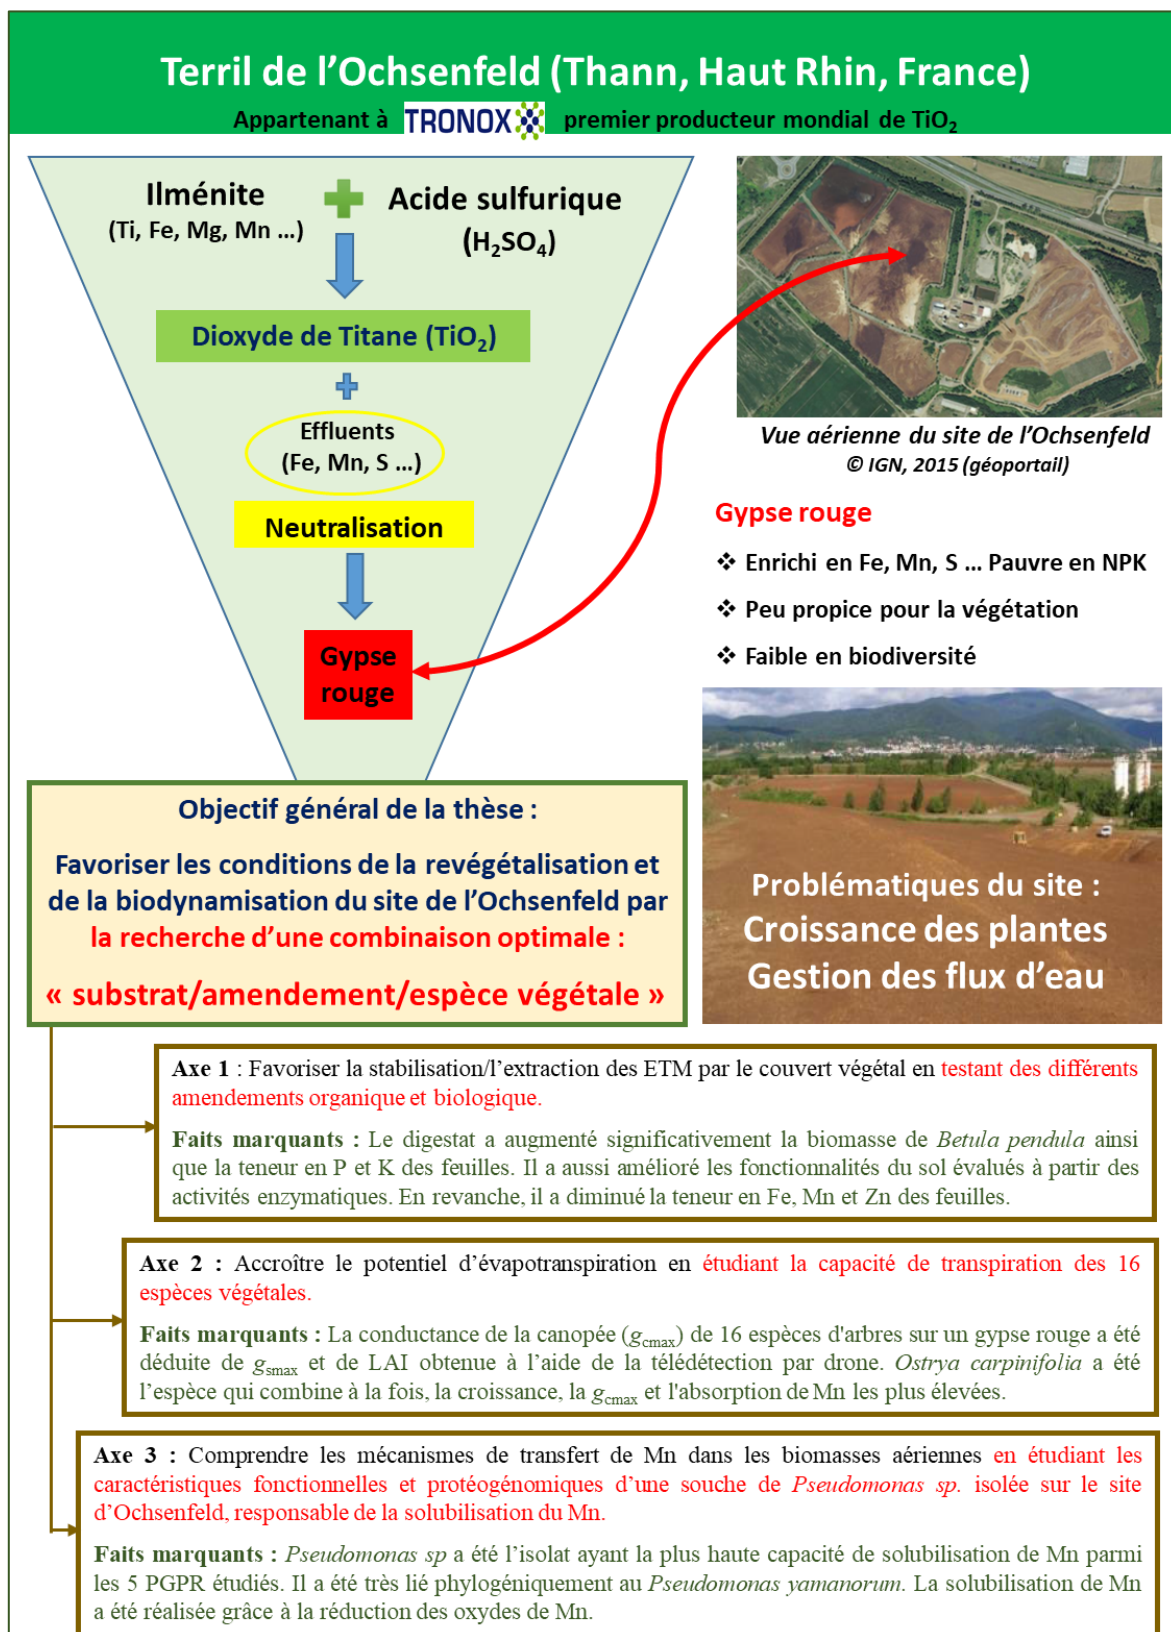 Terril de l’Ochsenfeld (Thann, Haut Rhin, France)
Appartenant à TRONOX premier producteur mondial de TiO₂
Ilménite
(Ti, Fe, Mg, Mn ...)
Acide sulfurique
(H₂SO₄)
Dioxyde de Titane (TiO₂)
Effluents
(Fe, Mn, S ...)
Neutralisation
Gypse
rouge
Vue aérienne du site de l’Ochsenfeld
© IGN, 2015 (géoportail)
Gypse rouge
❖ Enrichi en Fe, Mn, S ... Pauvre en NPK
❖ Peu propice pour la végétation
❖ Faible en biodiversité
Problématiques du site :
Croissance des plantes
Gestion des flux d’eau
Objectif général de la thèse :
Favoriser les conditions de la revégétalisation et
de la biodynamisation du site de l’Ochsenfeld par
la recherche d’une combinaison optimale :
« substrat/amendement/espèce végétale »
Axe 1 : Favoriser la stabilisation/l’extraction des ETM par le couvert végétal en testant des différents
amendements organique et biologique.
Faits marquants : Le digestat a augmenté significativement la biomasse de Betula pendula ainsi
que la teneur en P et K des feuilles. Il a aussi amélioré les fonctionnalités du sol évalués à partir des
activités enzymatiques. En revanche, il a diminué la teneur en Fe, Mn et Zn des feuilles.
Axe 2 : Accroître le potentiel d’évapotranspiration en étudiant la capacité de transpiration des 16
espèces végétales.
Faits marquants : La conductance de la canopée (gcmax) de 16 espèces d'arbres sur un gypse rouge a été
déduite de gsmax et de LAI obtenue à l’aide de la télédétection par drone. Ostrya carpinifolia a été
l’espèce qui combine à la fois, la croissance, la gcmax et l'absorption de Mn les plus élevées.
Axe 3 : Comprendre les mécanismes de transfert de Mn dans les biomasses aériennes en étudiant les
caractéristiques fonctionnelles et protéogénomiques d’une souche de Pseudomonas sp. isolée sur le site
d’Ochsenfeld, responsable de la solubilisation du Mn.
Faits marquants : Pseudomonas sp a été l’isolat ayant la plus haute capacité de solubilisation de Mn parmi
les 5 PGPR étudiés. Il a été très lié phylogéniquement au Pseudomonas yamanorum. La solubilisation de Mn
a été réalisée grâce à la réduction des oxydes de Mn.